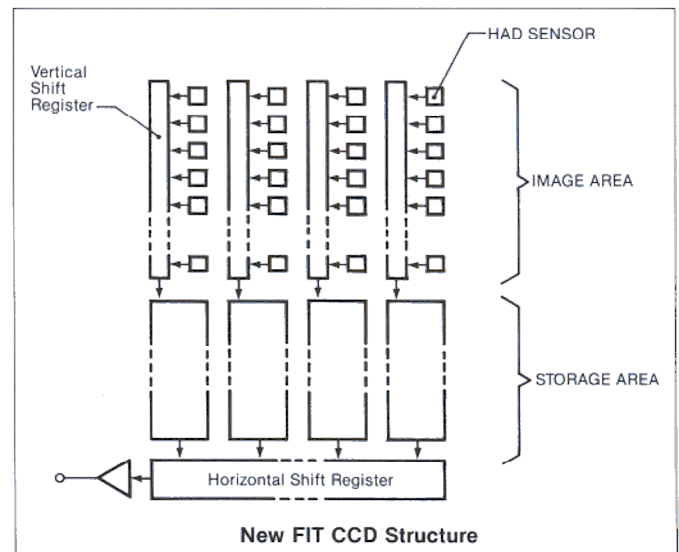 HAD SENSOR
Vertical
Shift
Register
IMAGE AREA
STORAGE AREA
Horizontal Shift Register
New FIT CCD Structure